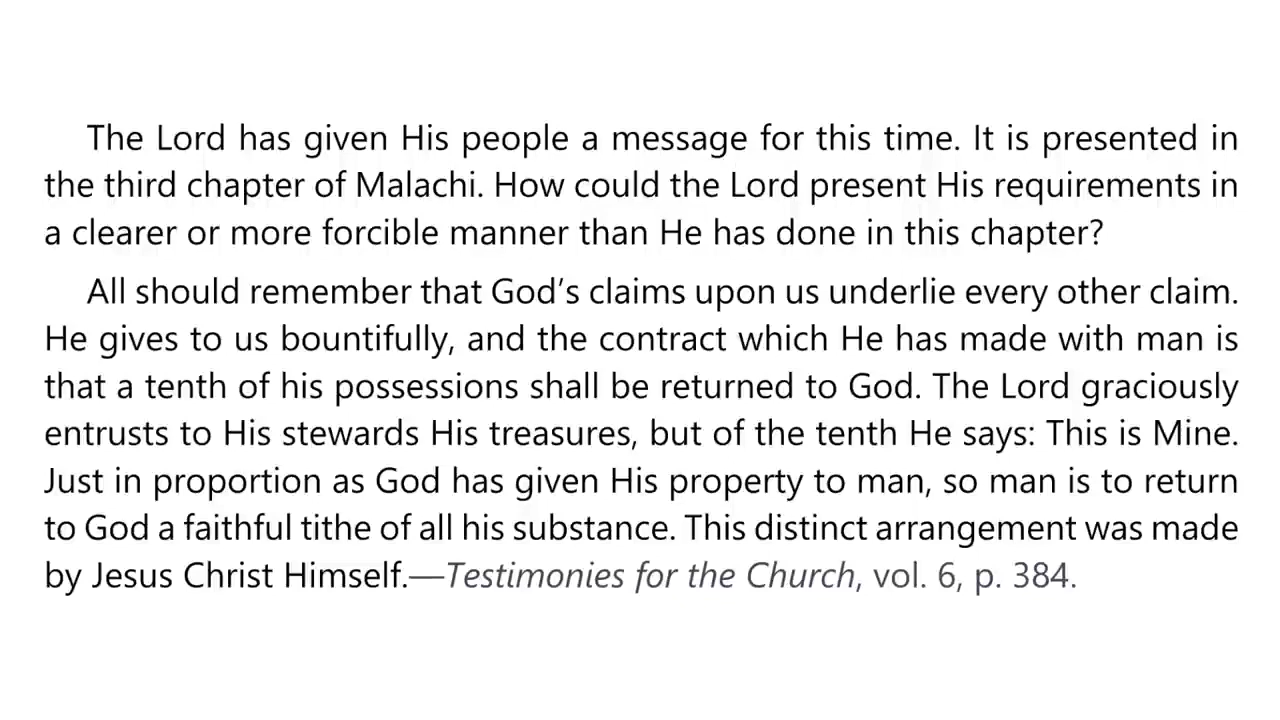 The Lord has given His people a message for this time. It is presented in
the third chapter of Malachi. How could the Lord present His requirements in
a clearer or more forcible manner than He has done in this chapter?
All should remember that God’s claims upon us underlie every other claim.
He gives to us bountifully, and the contract which He has made with man is
that a tenth of his possessions shall be returned to God. The Lord graciously
entrusts to His stewards His treasures, but of the tenth He says: This is Mine.
Just in proportion as God has given His property to man, so man is to return
to God a faithful tithe of all his substance. This distinct arrangement was made
by Jesus Christ Himself.—Testimonies for the Church, vol. 6, p. 384.